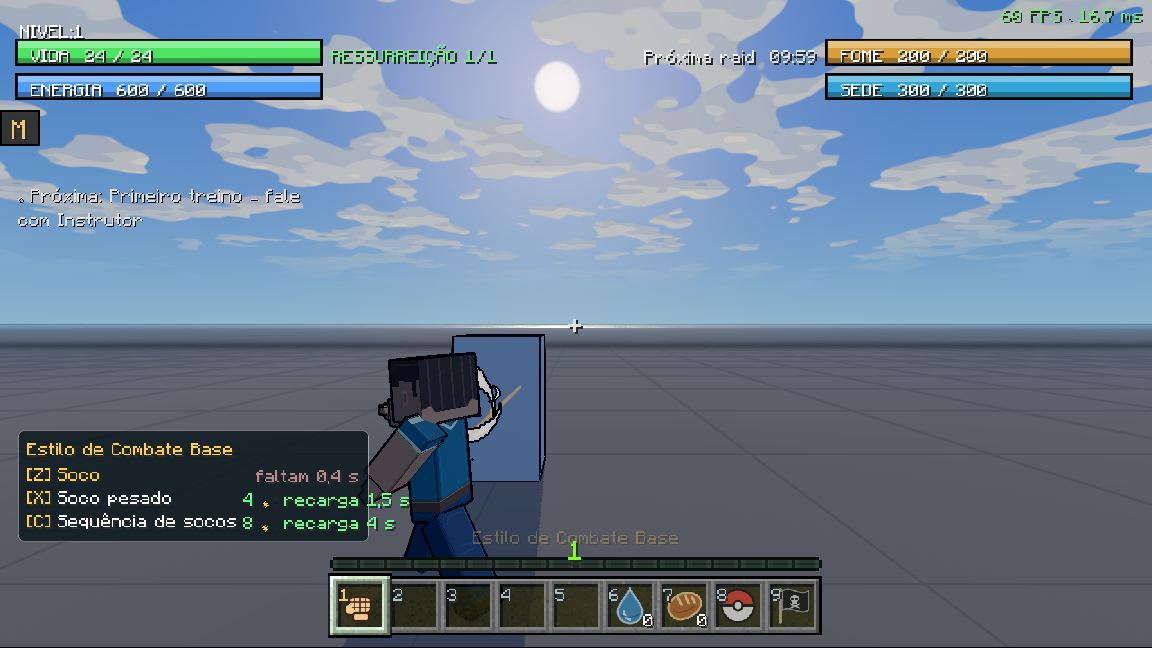 60 FPS . 16.7 ms
NIVEL:1
VIDA 24 / 24
RESSURREIÇÃO 1/1
Próxima raid 09:59
FOME 200 / 200
ENERGIA 600 / 600
SEDE 300 / 300
M
Próxima: Primeiro treino - fale
com Instrutor
Estilo de Combate Base
[Z] Soco faltam 0,4 s
[X] Soco pesado 4 recarga 1,5 s
[C] Sequência de socos 8 recarga 4 s
Estilo de Combate Base
1
1 2 3 4 5 6 7 8 9
0 0